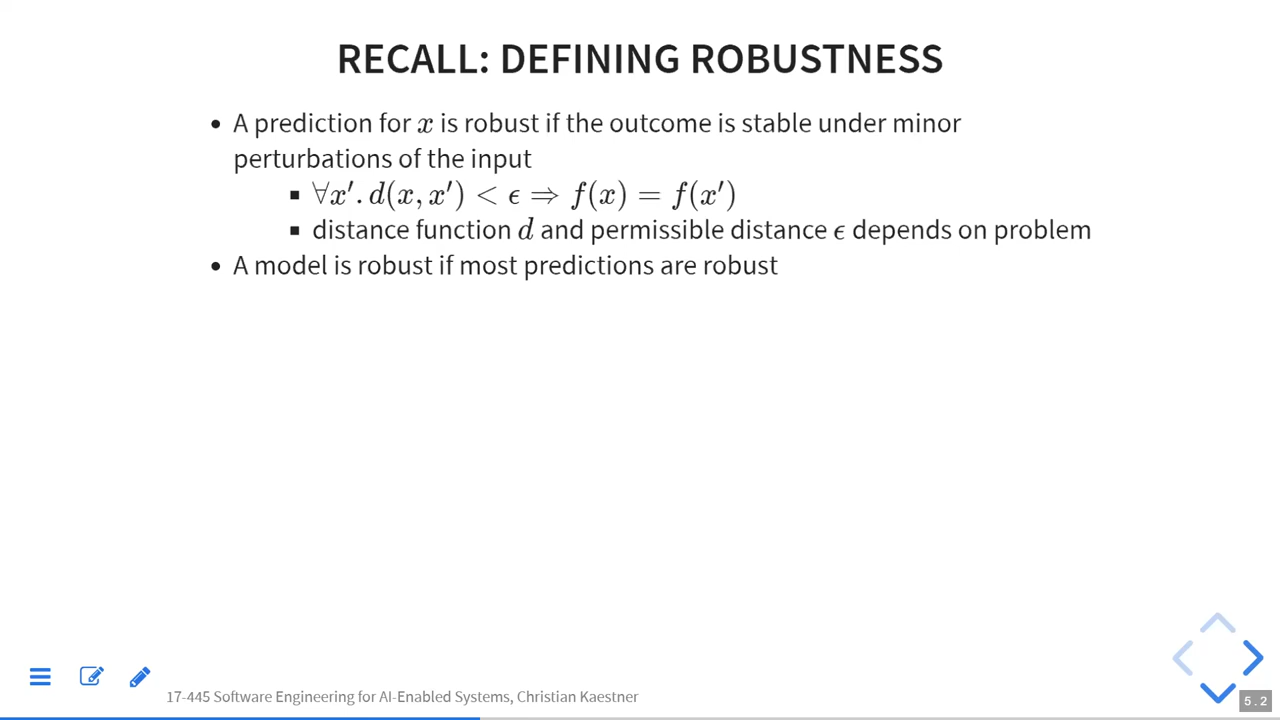 RECALL: DEFINING ROBUSTNESS
• A prediction for x is robust if the outcome is stable under minor
perturbations of the input
▪ ∀x′. d(x, x′) < ϵ ⇒ f(x) = f(x′)
▪ distance function d and permissible distance ϵ depends on problem
• A model is robust if most predictions are robust
17-445 Software Engineering for AI-Enabled Systems, Christian Kaestner
5 . 2